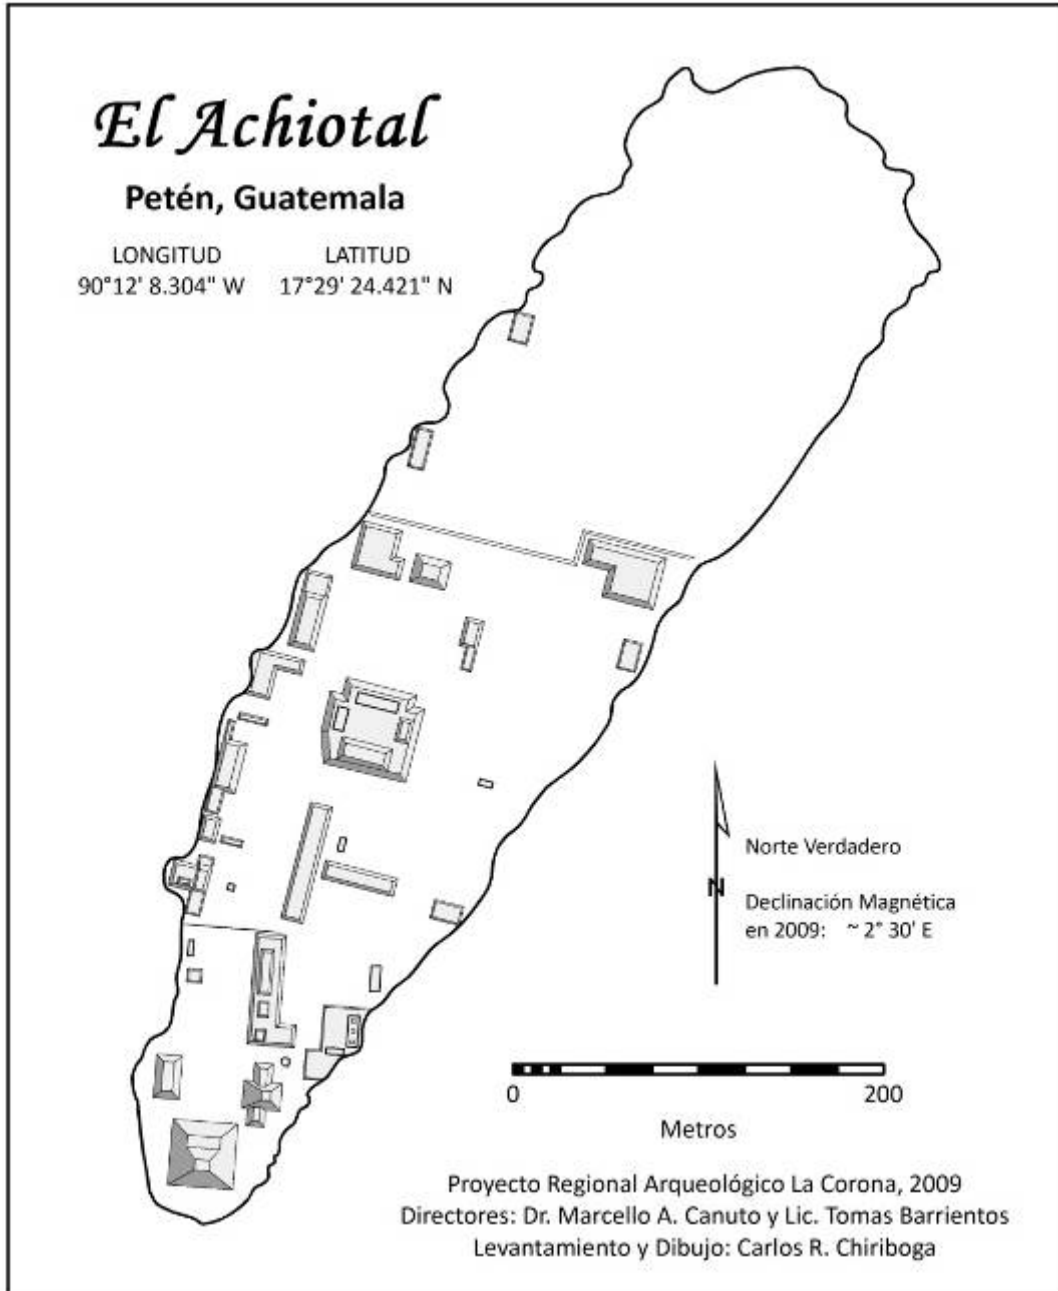 El Achiotal
Petén, Guatemala
LONGITUD LATITUD
90°12' 8.304" W 17°29' 24.421" N
Norte Verdadero
N
Declinación Magnética
en 2009: ~ 2° 30' E
0 200
Metros
Proyecto Regional Arqueológico La Corona, 2009
Directores: Dr. Marcello A. Canuto y Lic. Tomas Barrientos
Levantamiento y Dibujo: Carlos R. Chiriboga